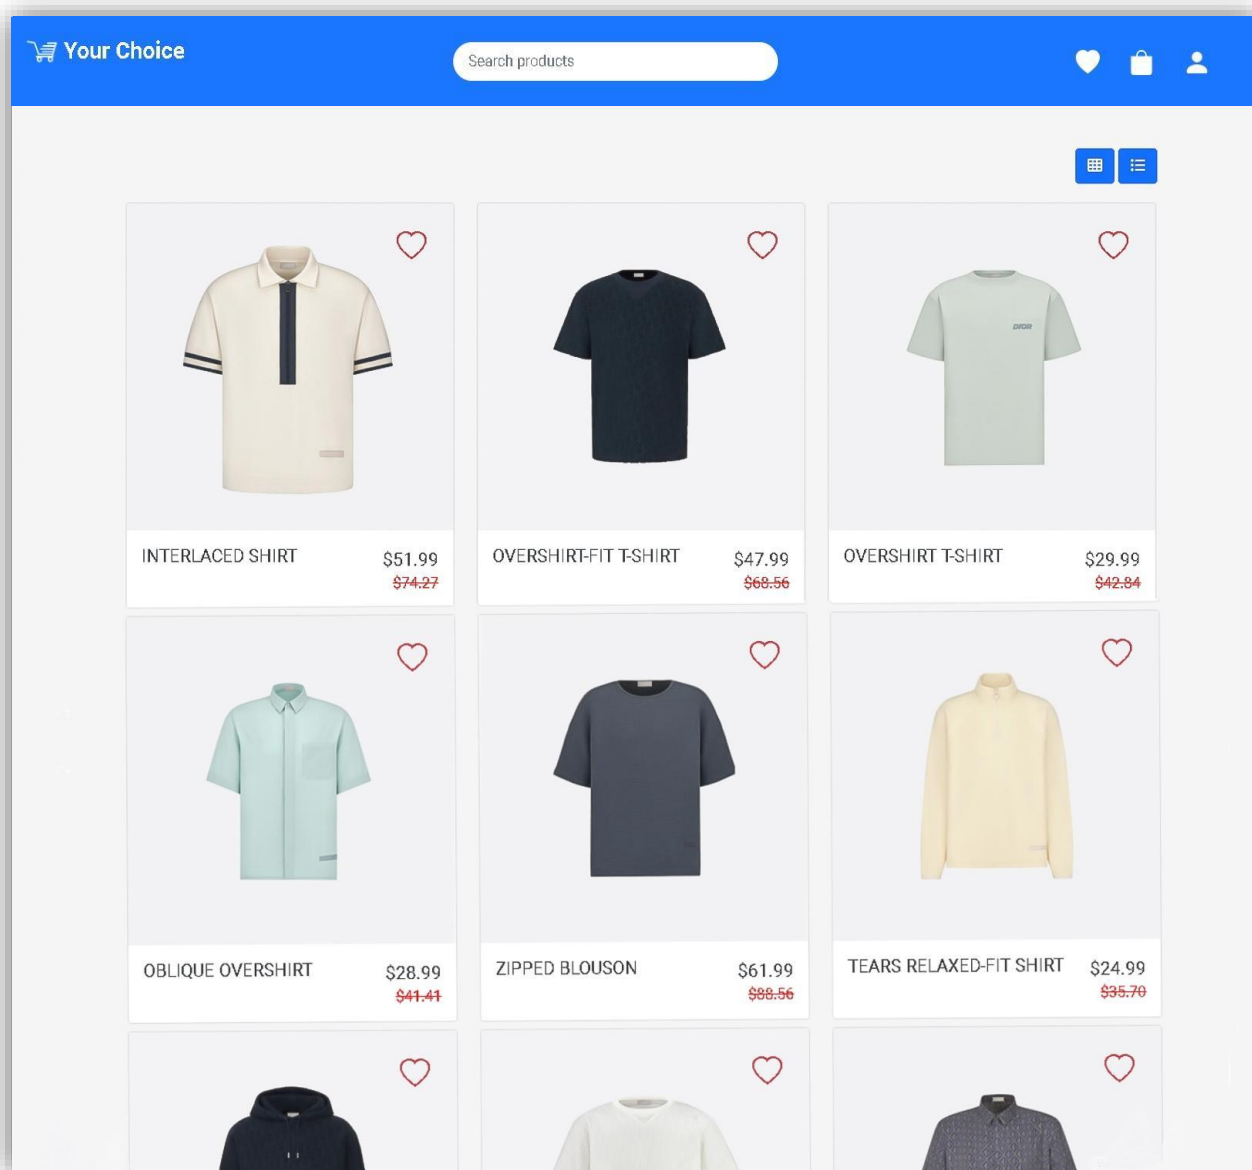 Your Choice
Search products
DIOR
INTERLACED SHIRT $51.99
$74.27
OVERSHIRT-FIT T-SHIRT $47.99
$68.56
OVERSHIRT T-SHIRT $29.99
$42.84
OBLIQUE OVERSHIRT $28.99
$41.41
ZIPPED BLOUSON $61.99
$88.56
TEARS RELAXED-FIT SHIRT $24.99
$35.70